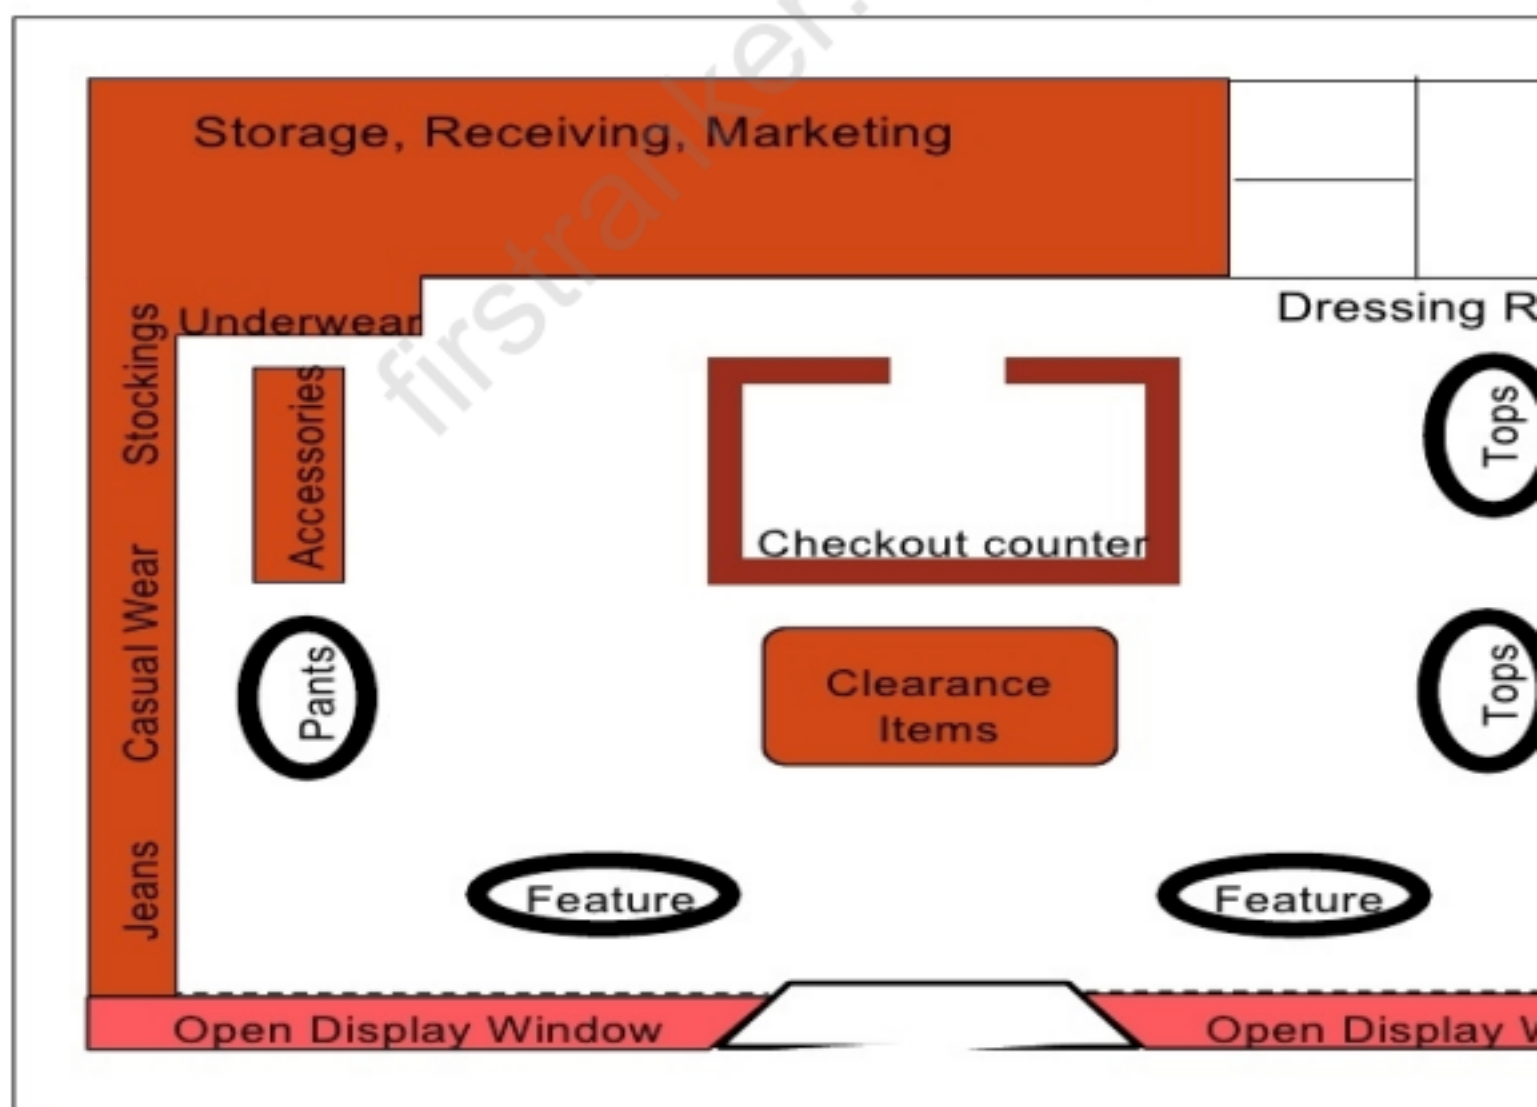 Storage, Receiving, Marketing
Underwear
Dressing R
Stockings
Accessories
Tops
Checkout counter
Casual Wear
Pants
Clearance
Items
Tops
Jeans
Feature
Feature
Open Display Window
Open Display W
firstranker.